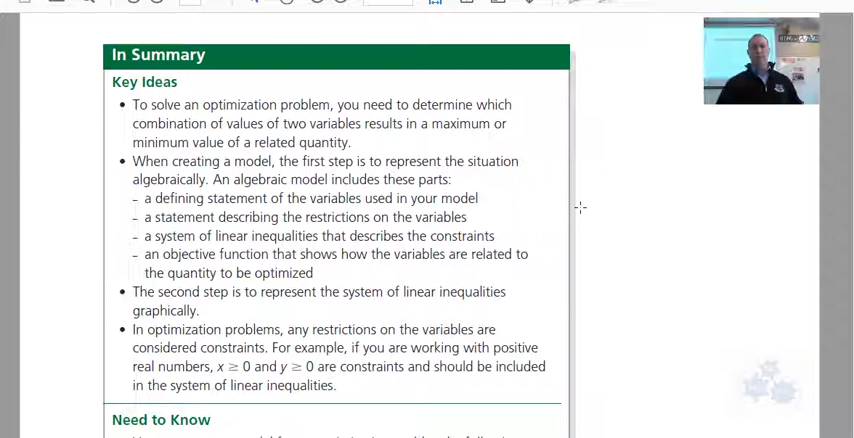 In Summary
Key Ideas
• To solve an optimization problem, you need to determine which
combination of values of two variables results in a maximum or
minimum value of a related quantity.
• When creating a model, the first step is to represent the situation
algebraically. An algebraic model includes these parts:
– a defining statement of the variables used in your model
– a statement describing the restrictions on the variables
– a system of linear inequalities that describes the constraints
– an objective function that shows how the variables are related to
the quantity to be optimized
• The second step is to represent the system of linear inequalities
graphically.
• In optimization problems, any restrictions on the variables are
considered constraints. For example, if you are working with positive
real numbers, x ≥ 0 and y ≥ 0 are constraints and should be included
in the system of linear inequalities.
Need to Know